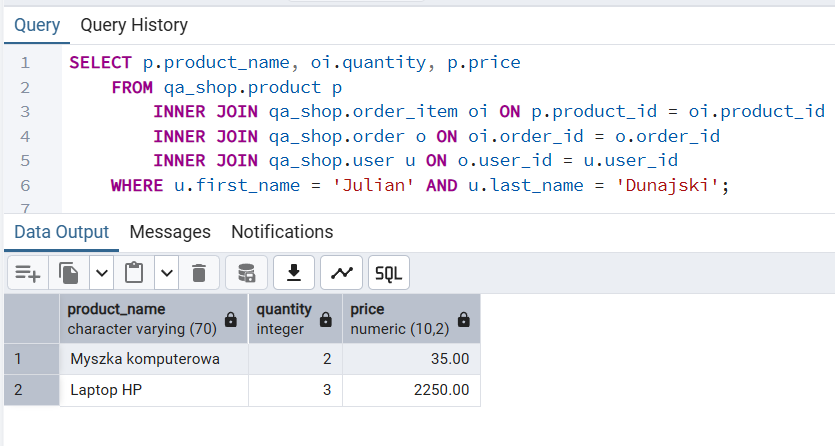 Query Query History
1 SELECT p.product_name, oi.quantity, p.price
2 FROM qa_shop.product p
3 INNER JOIN qa_shop.order_item oi ON p.product_id = oi.product_id
4 INNER JOIN qa_shop.order o ON oi.order_id = o.order_id
5 INNER JOIN qa_shop.user u ON o.user_id = u.user_id
6 WHERE u.first_name = 'Julian' AND u.last_name = 'Dunajski';
7
Data Output Messages Notifications
SQL
product_name quantity price
character varying (70) integer numeric (10,2)
1 Myszka komputerowa 2 35.00
2 Laptop HP 3 2250.00